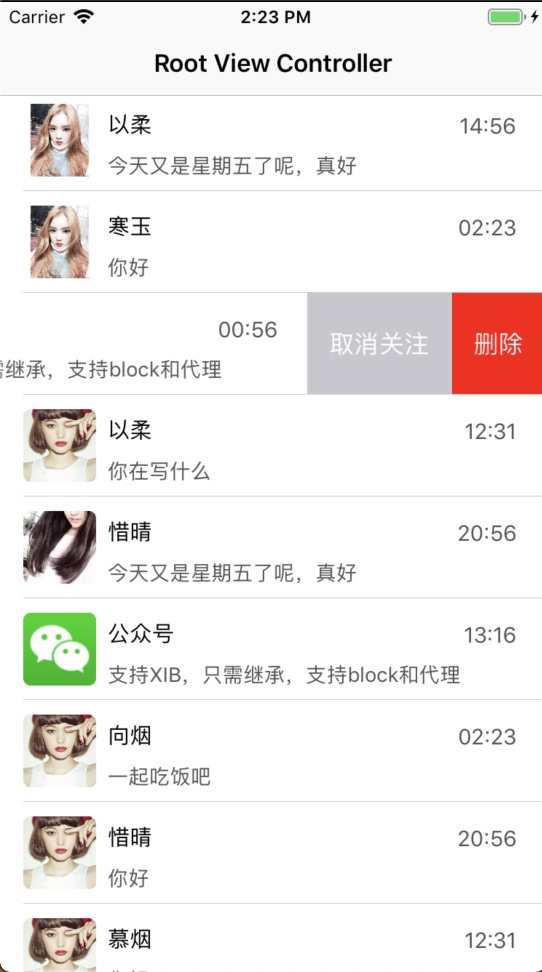 Carrier 2:23 PM
Root View Controller
以柔 14:56
今天又是星期五了呢，真好
寒玉 02:23
你好
00:56 取消关注 删除
继承，支持block和代理
以柔 12:31
你在写什么
惜晴 20:56
今天又是星期五了呢，真好
公众号 13:16
支持XIB，只需继承，支持block和代理
向烟 02:23
一起吃饭吧
惜晴 20:56
你好
慕烟 12:31